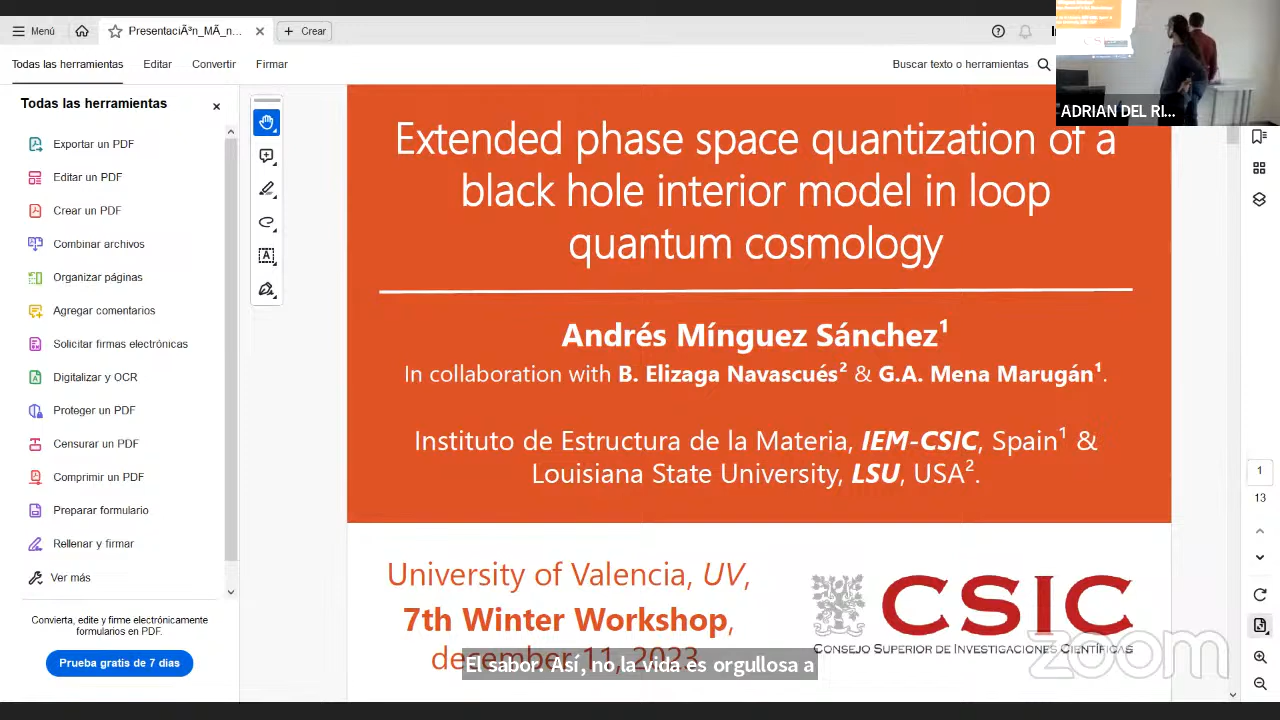 Menú
PresentaciÃ³n_MÃ_n...
Crear
Todas las herramientas
Editar
Convertir
Firmar
Buscar texto o herramientas
ADRIAN DEL RI...
Todas las herramientas
Exportar un PDF
Editar un PDF
Crear un PDF
Combinar archivos
Organizar páginas
Agregar comentarios
Solicitar firmas electrónicas
Digitalizar y OCR
Proteger un PDF
Censurar un PDF
Comprimir un PDF
Preparar formulario
Rellenar y firmar
Ver más
Convierta, edite y firme electrónicamente
formularios en PDF.
Prueba gratis de 7 días
Extended phase space quantization of a
black hole interior model in loop
quantum cosmology
Andrés Mínguez Sánchez¹
In collaboration with B. Elizaga Navascués² & G.A. Mena Marugán¹.
Instituto de Estructura de la Materia, IEM-CSIC, Spain¹ &
Louisiana State University, LSU, USA².
University of Valencia, UV,
7th Winter Workshop,
december 11, 2023
CSIC
CONSEJO SUPERIOR DE INVESTIGACIONES CIENTÍFICAS
zoom
El sabor. Así, no la vida es orgullosa a
1
13